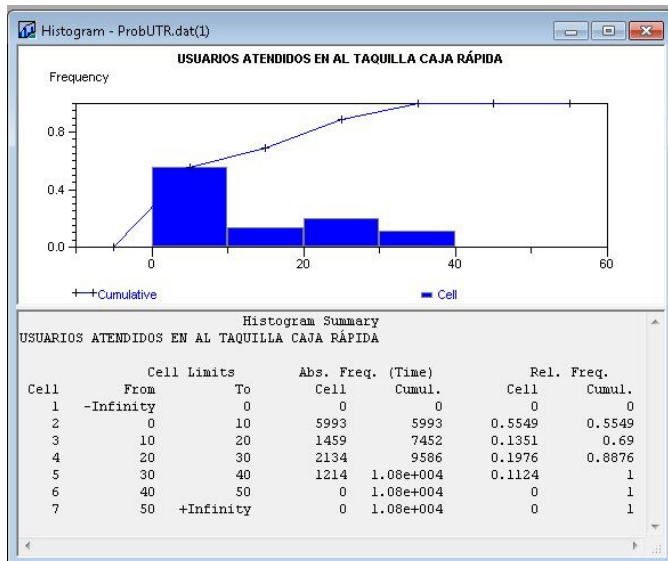 Histogram - ProbUTR.dat(1)
USUARIOS ATENDIDOS EN AL TAQUILLA CAJA RÁPIDA
Frequency
0.8
0.4
0.0
0 20 40 60
Cumulative Cell
Histogram Summary
USUARIOS ATENDIDOS EN AL TAQUILLA CAJA RÁPIDA
Cell Limits Abs. Freq. (Time) Rel. Freq.
Cell From To Cell Cumul. Cell Cumul.
1 -Infinity 0 0 0 0 0
2 0 10 5993 5993 0.5549 0.5549
3 10 20 1459 7452 0.1351 0.69
4 20 30 2134 9586 0.1976 0.8876
5 30 40 1214 1.08e+004 0.1124 1
6 40 50 0 1.08e+004 0 1
7 50 +Infinity 0 1.08e+004 0 1